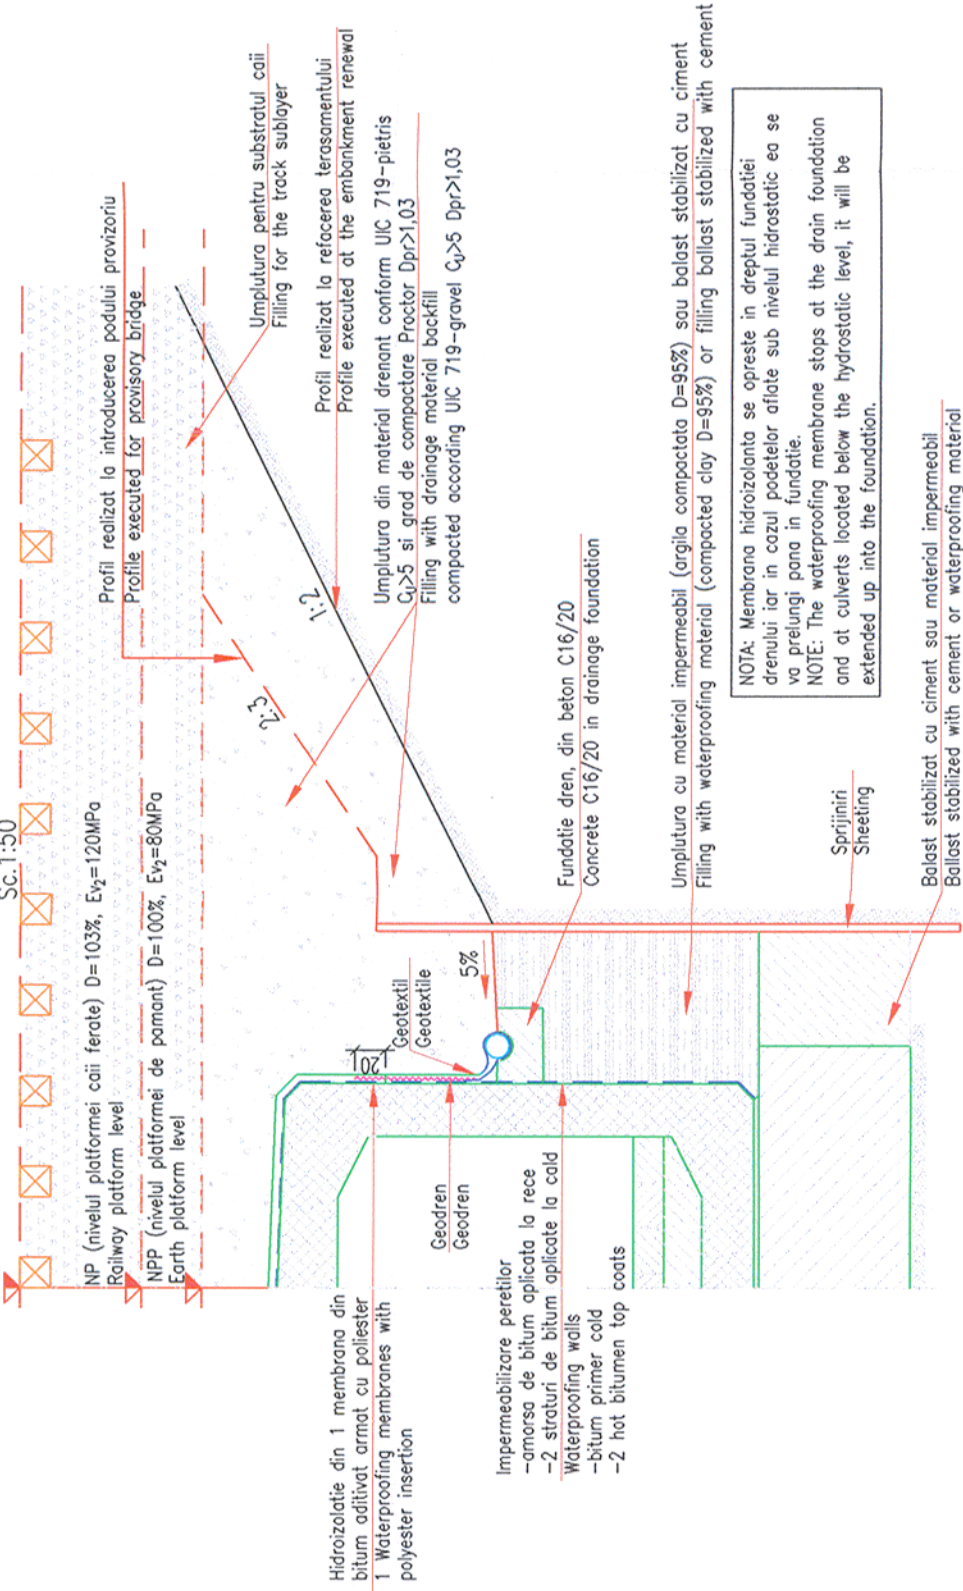 Sc.1:50
NP (nivelul platformei caii ferate) D=103%, Ev₂=120MPa
Railway platform level
NPP (nivelul platformei de pamant) D=100%, Ev₂=80MPa
Earth platform level
Profil realizat la introducerea podului provizoriu
Profile executed for provisory bridge
Umplutura pentru substratul caii
Filling for the track sublayer
Profil realizat la refacerea terasamentului
Profile executed at the embankment renewal
2:3
1:2
Umplutura din material drenant conform UIC 719-pietris
Cᵤ>5 si grad de compactare Proctor Dpr>1,03
Filling with drainage material backfill
compacted according UIC 719-gravel Cᵤ>5 Dpr>1,03
Hidroizolatie din 1 membrana din
bitum aditivat armat cu poliester
1 Waterproofing membranes with
polyester insertion
20
Geotextil
Geotextile
5%
Geodren
Geodren
Impermeabilizare peretilor
-amorsa de bitum aplicata la rece
-2 straturi de bitum aplicate la cald
Waterproofing walls
-bitum primer cold
-2 hot bitumen top coats
Fundatie dren, din beton C16/20
Concrete C16/20 in drainage foundation
Umplutura cu material impermeabil (argila compactata D=95%) sau balast stabilizat cu ciment
Filling with waterproofing material (compacted clay D=95%) or filling ballast stabilized with cement
NOTA: Membrana hidroizolanta se opreste in dreptul fundatiei
drenului iar in cazul podetelor aflate sub nivelul hidrostatic ea se
va prelungi pana in fundatie.
NOTE: The waterproofing membrane stops at the drain foundation
and at culverts located below the hydrostatic level, it will be
extended up into the foundation.
Sprijiniri
Sheeting
Balast stabilizat cu ciment sau material impermeabil
Ballast stabilized with cement or waterproofing material